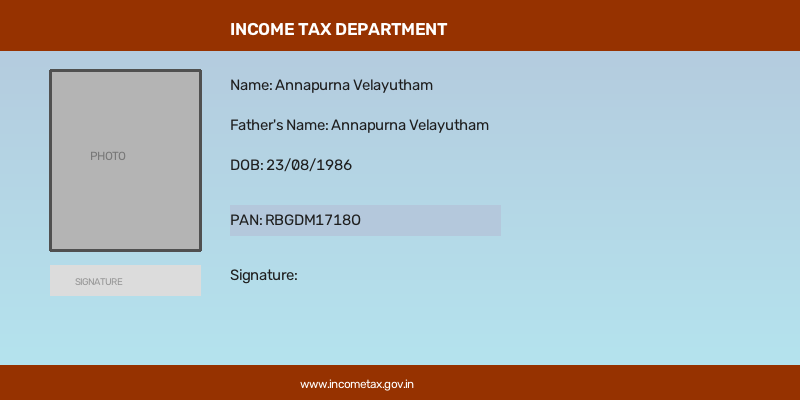 INCOME TAX DEPARTMENT
Name: Annapurna Velayutham
Father's Name: Annapurna Velayutham
DOB: 23/08/1986
PHOTO
PAN: RBGDM1718O
Signature:
SIGNATURE
www.incometax.gov.in